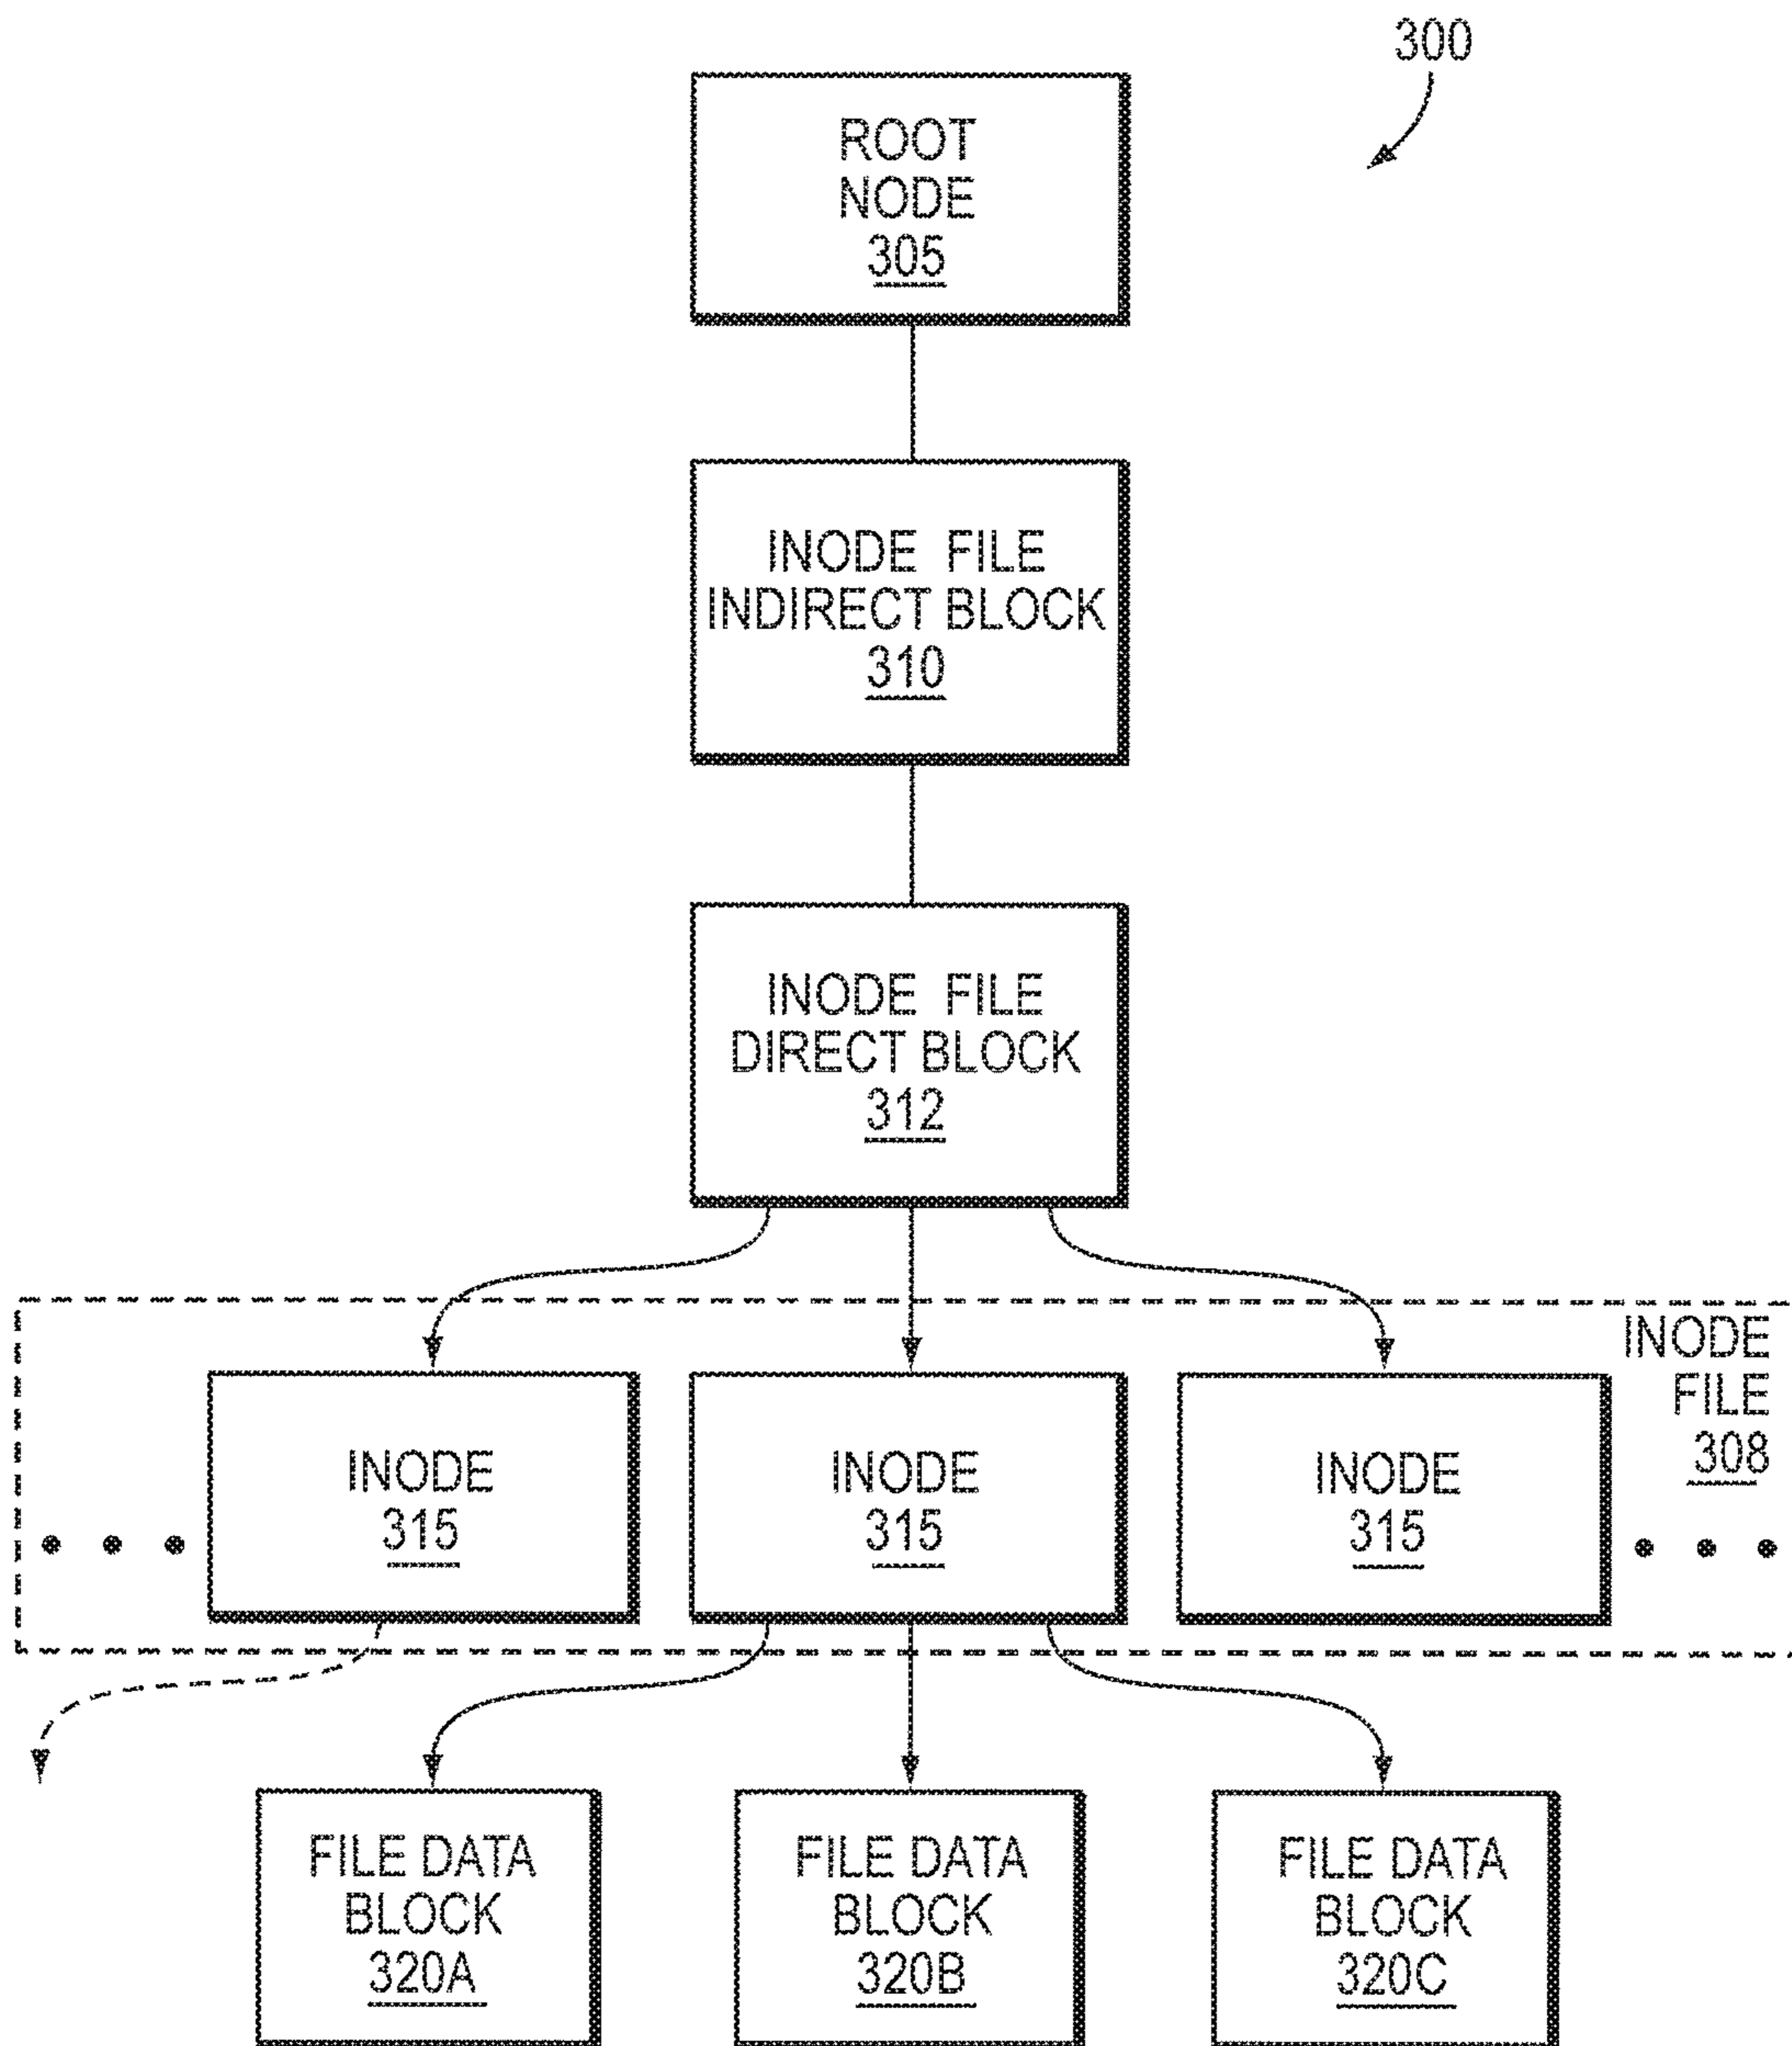 300
ROOT
NODE
305
INODE FILE
INDIRECT BLOCK
310
INODE FILE
DIRECT BLOCK
312
INODE
FILE
308
INODE
315
INODE
315
INODE
315
FILE DATA
BLOCK
320A
FILE DATA
BLOCK
320B
FILE DATA
BLOCK
320C